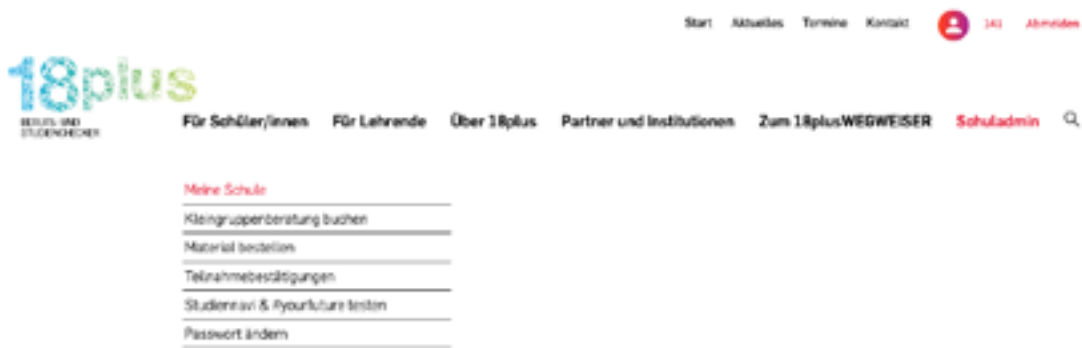 Start Aktuelles Termine Kontakt 141 Abmelden
18plus
BERUFS- UND
STUDIENCHECKER
Für Schüler/innen Für Lehrende Über 18plus Partner und Institutionen Zum 18plusWEGWEISER Schuladmin
Meine Schule
Kleingruppenberatung buchen
Material bestellen
Teilnahmebestätigungen
Studiennavi & #yourfuture testen
Passwort ändern